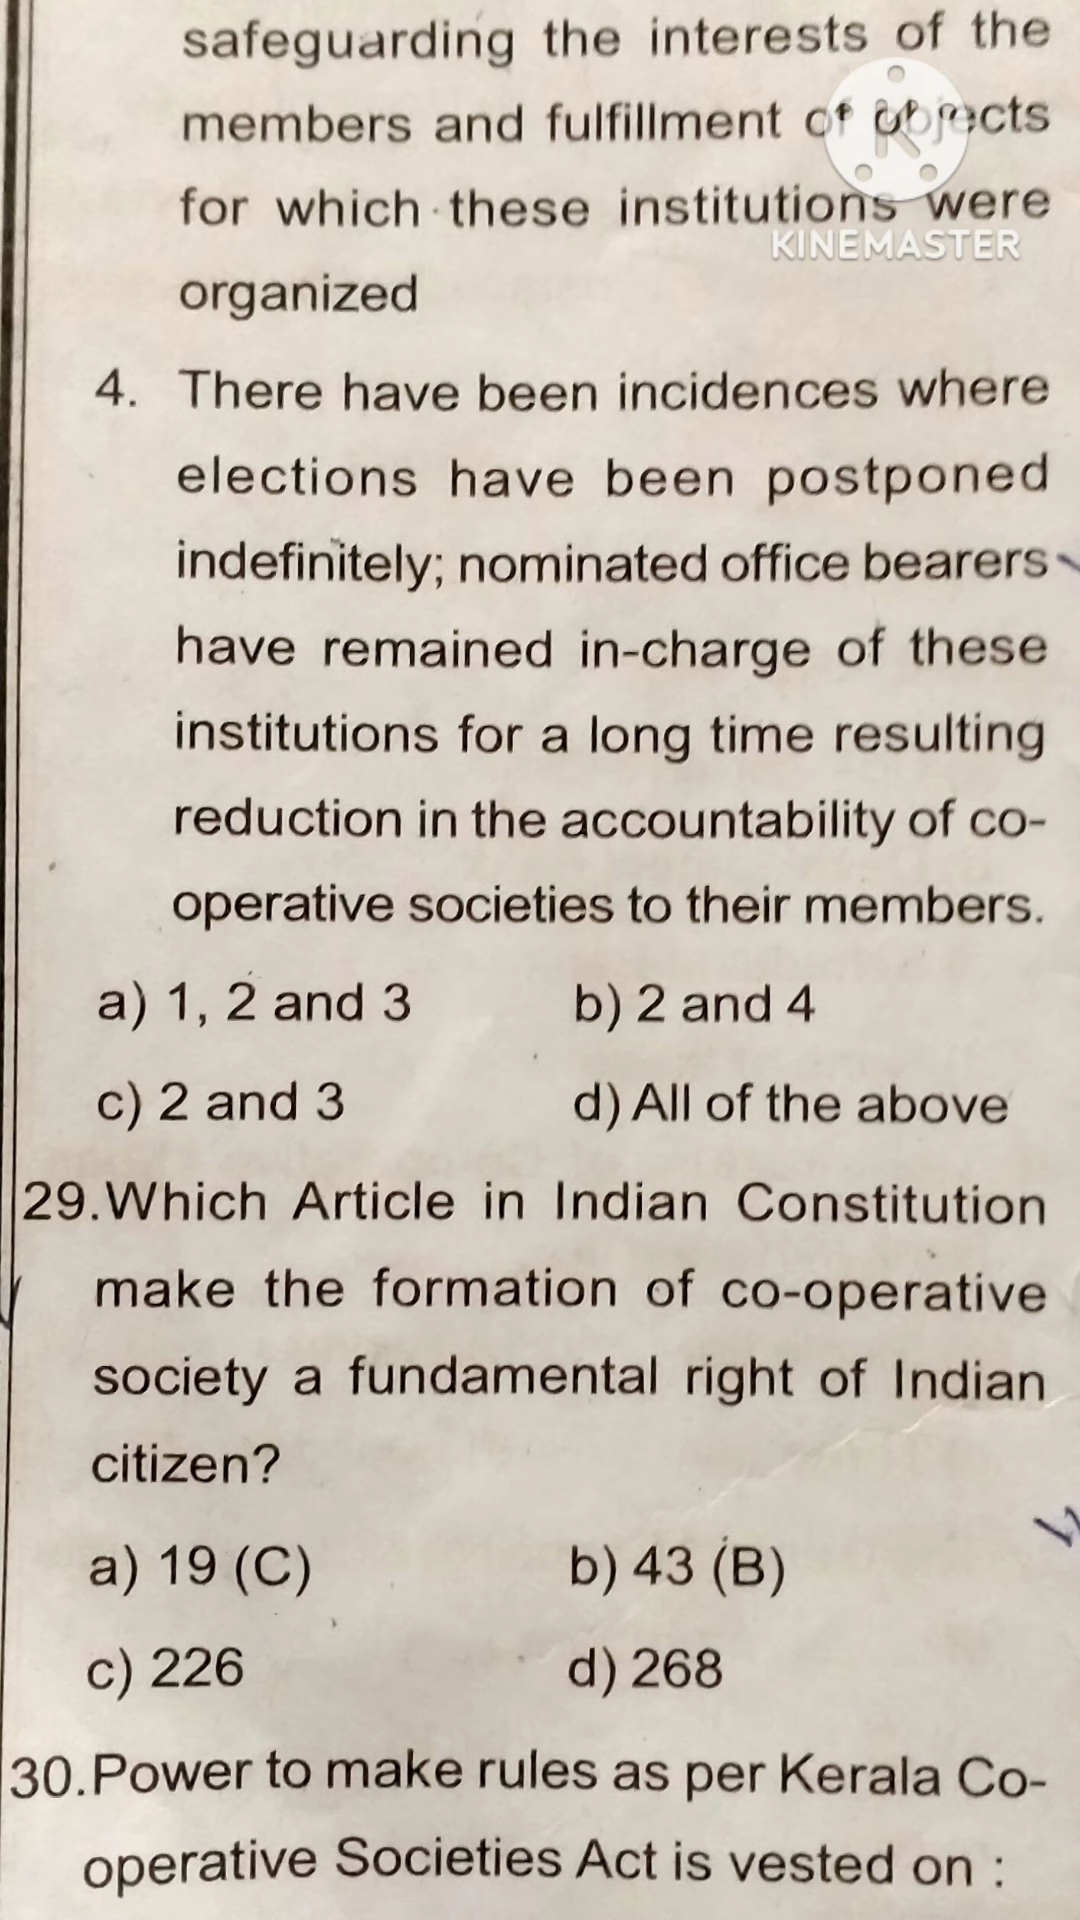 safeguarding the interests of the
members and fulfillment of objects
for which these institutions were
KINEMASTER
organized
4. There have been incidences where
elections have been postponed
indefinitely; nominated office bearers
have remained in-charge of these
institutions for a long time resulting
reduction in the accountability of co-
operative societies to their members.
a) 1, 2 and 3 b) 2 and 4
c) 2 and 3 d) All of the above
29. Which Article in Indian Constitution
make the formation of co-operative
society a fundamental right of Indian
citizen?
a) 19 (C) b) 43 (B)
c) 226 d) 268
30. Power to make rules as per Kerala Co-
operative Societies Act is vested on :